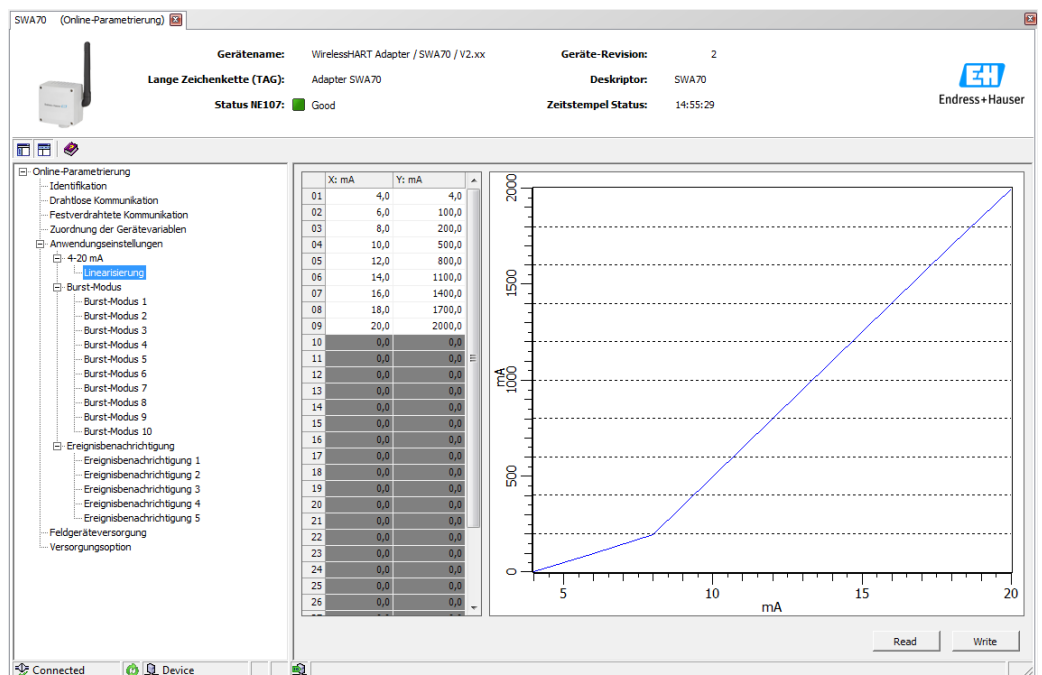 SWA70 (Online-Parametrierung)
Gerätename: WirelessHART Adapter / SWA70 / V2.xx Geräte-Revision: 2
Lange Zeichenkette (TAG): Adapter SWA70 Deskriptor: SWA70
Status NE107: Good Zeitstempel Status: 14:55:29
EH
Endress+Hauser
Online-Parametrierung
Identifikation
Drahtlose Kommunikation
Festverdrahtete Kommunikation
Zuordnung der Gerätevariablen
Anwendungseinstellungen
4-20 mA
Linearisierung
Burst-Modus
Burst-Modus 1
Burst-Modus 2
Burst-Modus 3
Burst-Modus 4
Burst-Modus 5
Burst-Modus 6
Burst-Modus 7
Burst-Modus 8
Burst-Modus 9
Burst-Modus 10
Ereignisbenachrichtigung
Ereignisbenachrichtigung 1
Ereignisbenachrichtigung 2
Ereignisbenachrichtigung 3
Ereignisbenachrichtigung 4
Ereignisbenachrichtigung 5
Feldgeräteversorgung
Versorgungsoption
X: mA Y: mA
01 4,0 4,0
02 6,0 100,0
03 8,0 200,0
04 10,0 500,0
05 12,0 800,0
06 14,0 1100,0
07 16,0 1400,0
08 18,0 1700,0
09 20,0 2000,0
10 0,0 0,0
11 0,0 0,0
12 0,0 0,0
13 0,0 0,0
14 0,0 0,0
15 0,0 0,0
16 0,0 0,0
17 0,0 0,0
18 0,0 0,0
19 0,0 0,0
20 0,0 0,0
21 0,0 0,0
22 0,0 0,0
23 0,0 0,0
24 0,0 0,0
25 0,0 0,0
26 0,0 0,0
2000
1500
1000
500
0
mA
5 10 15 20
mA
Read Write
Connected Device